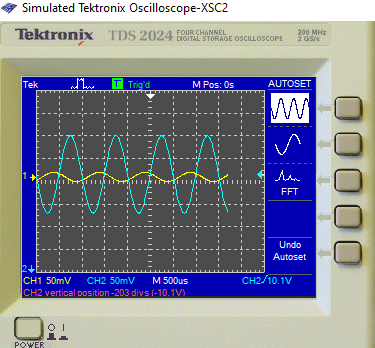 Simulated Tektronix Oscilloscope-XSC2
Tektronix TDS 2024 FOUR CHANNEL DIGITAL STORAGE OSCILLOSCOPE 200 MHz 2 GS/s
Tek T Trig'd M Pos: 0s AUTOSET
FFT
1
2
Undo
Autoset
CH1 50mV CH2 50mV M 500us CH2 10.1V
CH2 vertical position -203 divs (-10.1V)
POWER